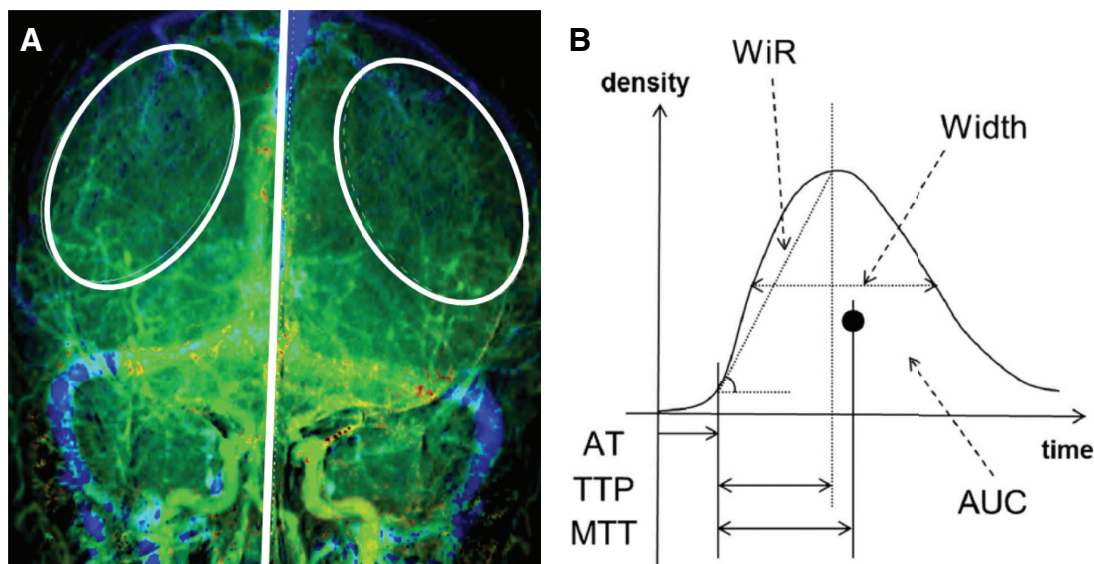 A
B
WiR
density
Width
time
AT
TTP
MTT
AUC